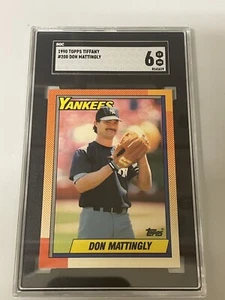 SGC
1990 TOPPS TIFFANY
#200 DON MATTINGLY
6
YANKEES
Topps
DON MATTINGLY